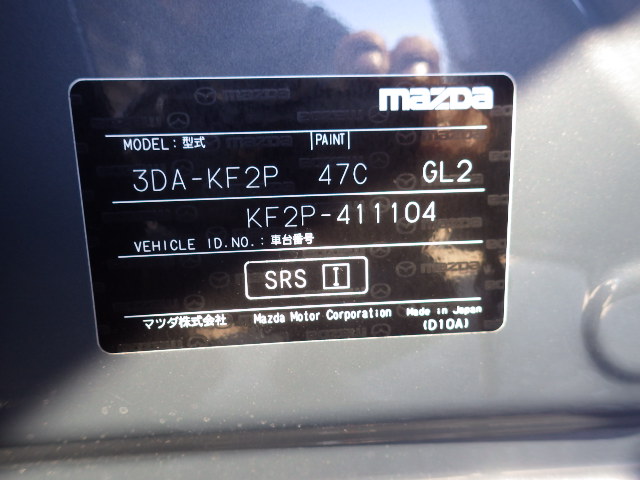 mazda
MODEL：型式 PAINT
3DA-KF2P 47C GL2
KF2P-411104
VEHICLE ID.NO.：車台番号
SRS I
マツダ株式会社 Mazda Motor Corporation Made in Japan
(D10A)